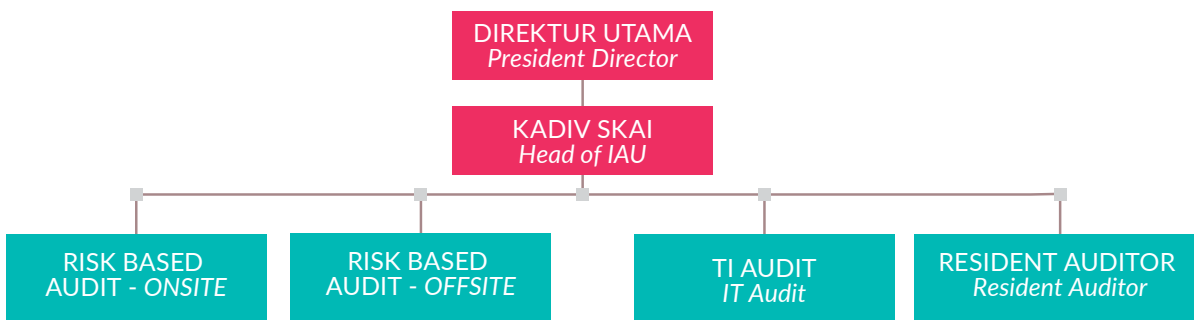 DIREKTUR UTAMA
President Director
KADIV SKAI
Head of IAU
RISK BASED
AUDIT - ONSITE
RISK BASED
AUDIT - OFFSITE
TI AUDIT
IT Audit
RESIDENT AUDITOR
Resident Auditor